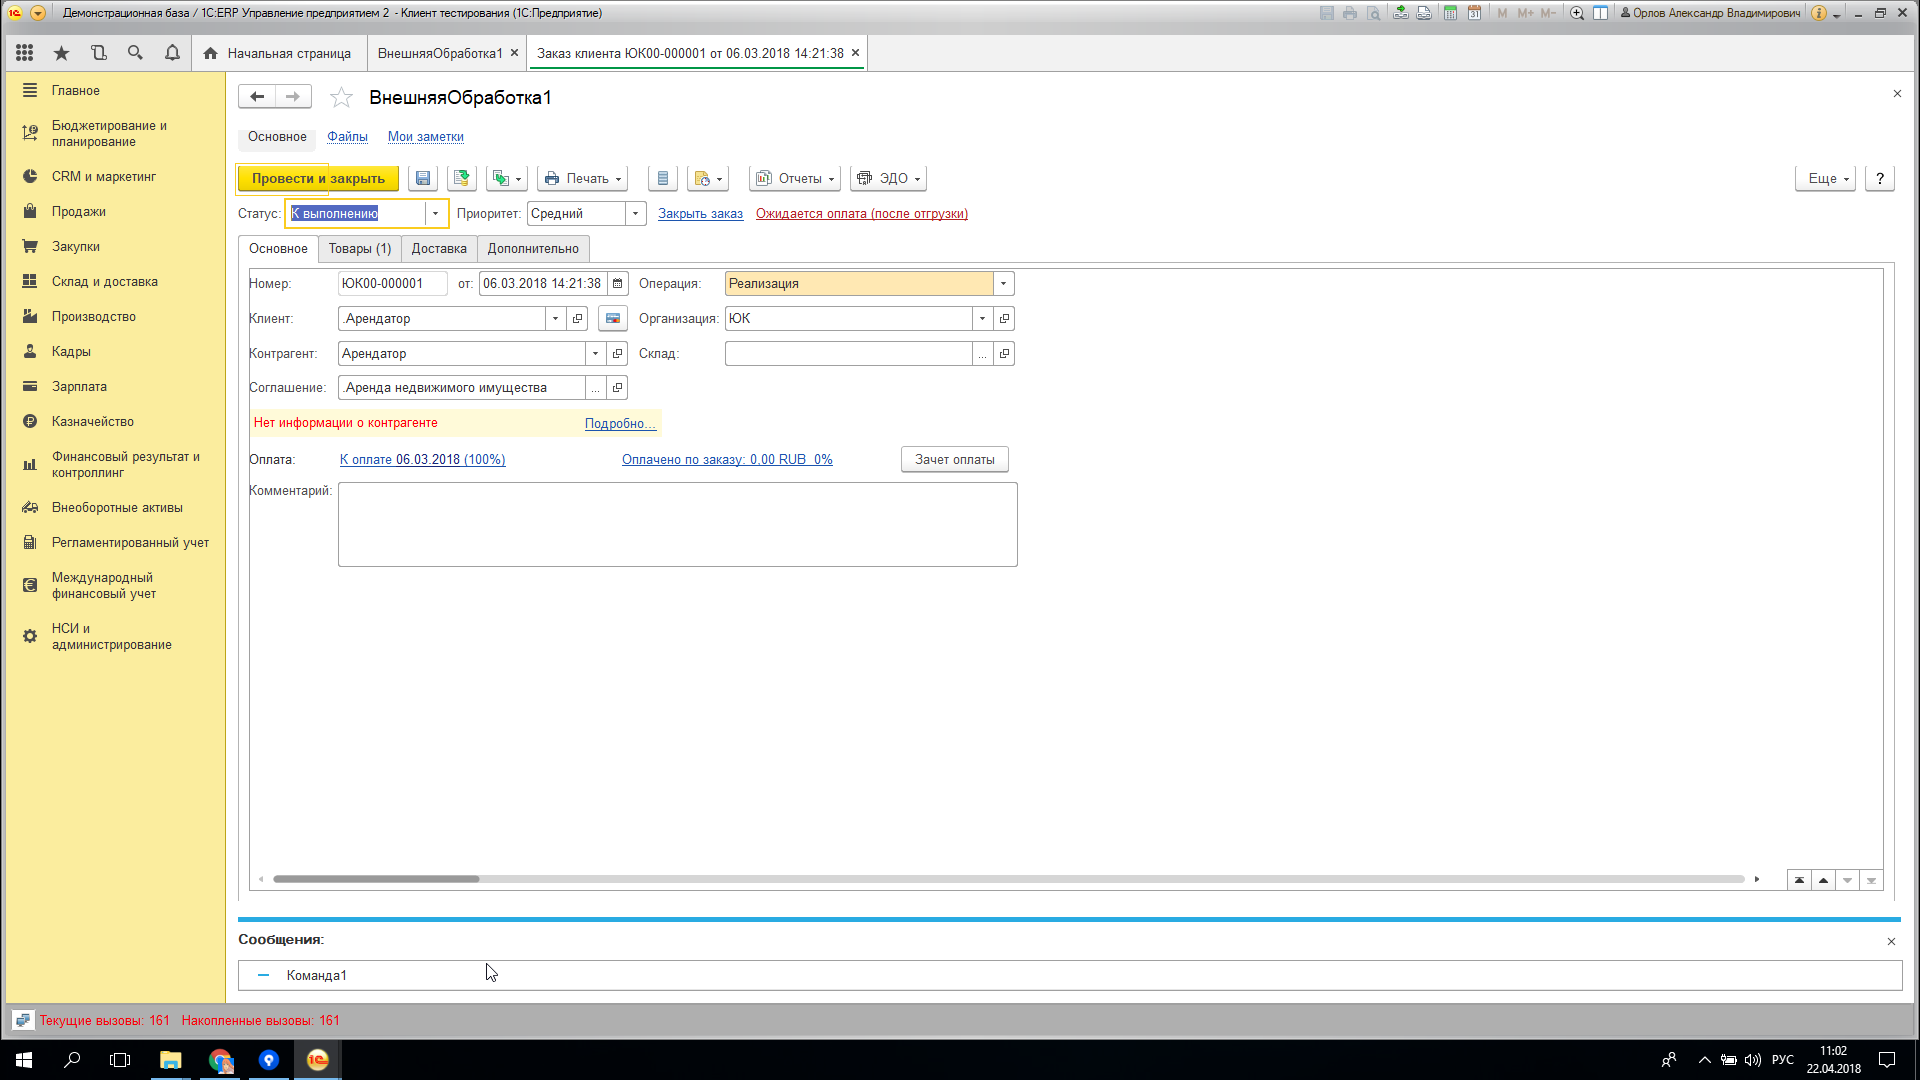 Демонстрационная база / 1С:ERP Управление предприятием 2 - Клиент тестирования (1С:Предприятие)
M M+ M- Орлов Александр Владимирович
Начальная страница ВнешняяОбработка1 Заказ клиента ЮК00-000001 от 06.03.2018 14:21:38
Главное
Бюджетирование и
планирование
CRM и маркетинг
Продажи
Закупки
Склад и доставка
Производство
Кадры
Зарплата
Казначейство
Финансовый результат и
контроллинг
Внеоборотные активы
Регламентированный учет
Международный
финансовый учет
НСИ и
администрирование
ВнешняяОбработка1
Основное Файлы Мои заметки
Провести и закрыть Печать Отчеты ЭДО Еще ?
Статус: К выполнению Приоритет: Средний Закрыть заказ Ожидается оплата (после отгрузки)
Основное Товары (1) Доставка Дополнительно
Номер: ЮК00-000001 от: 06.03.2018 14:21:38 Операция: Реализация
Клиент: .Арендатор Организация: ЮК
Контрагент: Арендатор Склад: ...
Соглашение: .Аренда недвижимого имущества ...
Нет информации о контрагенте Подробно...
Оплата: К оплате 06.03.2018 (100%) Оплачено по заказу: 0,00 RUB 0% Зачет оплаты
Комментарий:
Сообщения:
Команда1
Текущие вызовы: 161 Накопленные вызовы: 161
РУС 11:02
22.04.2018